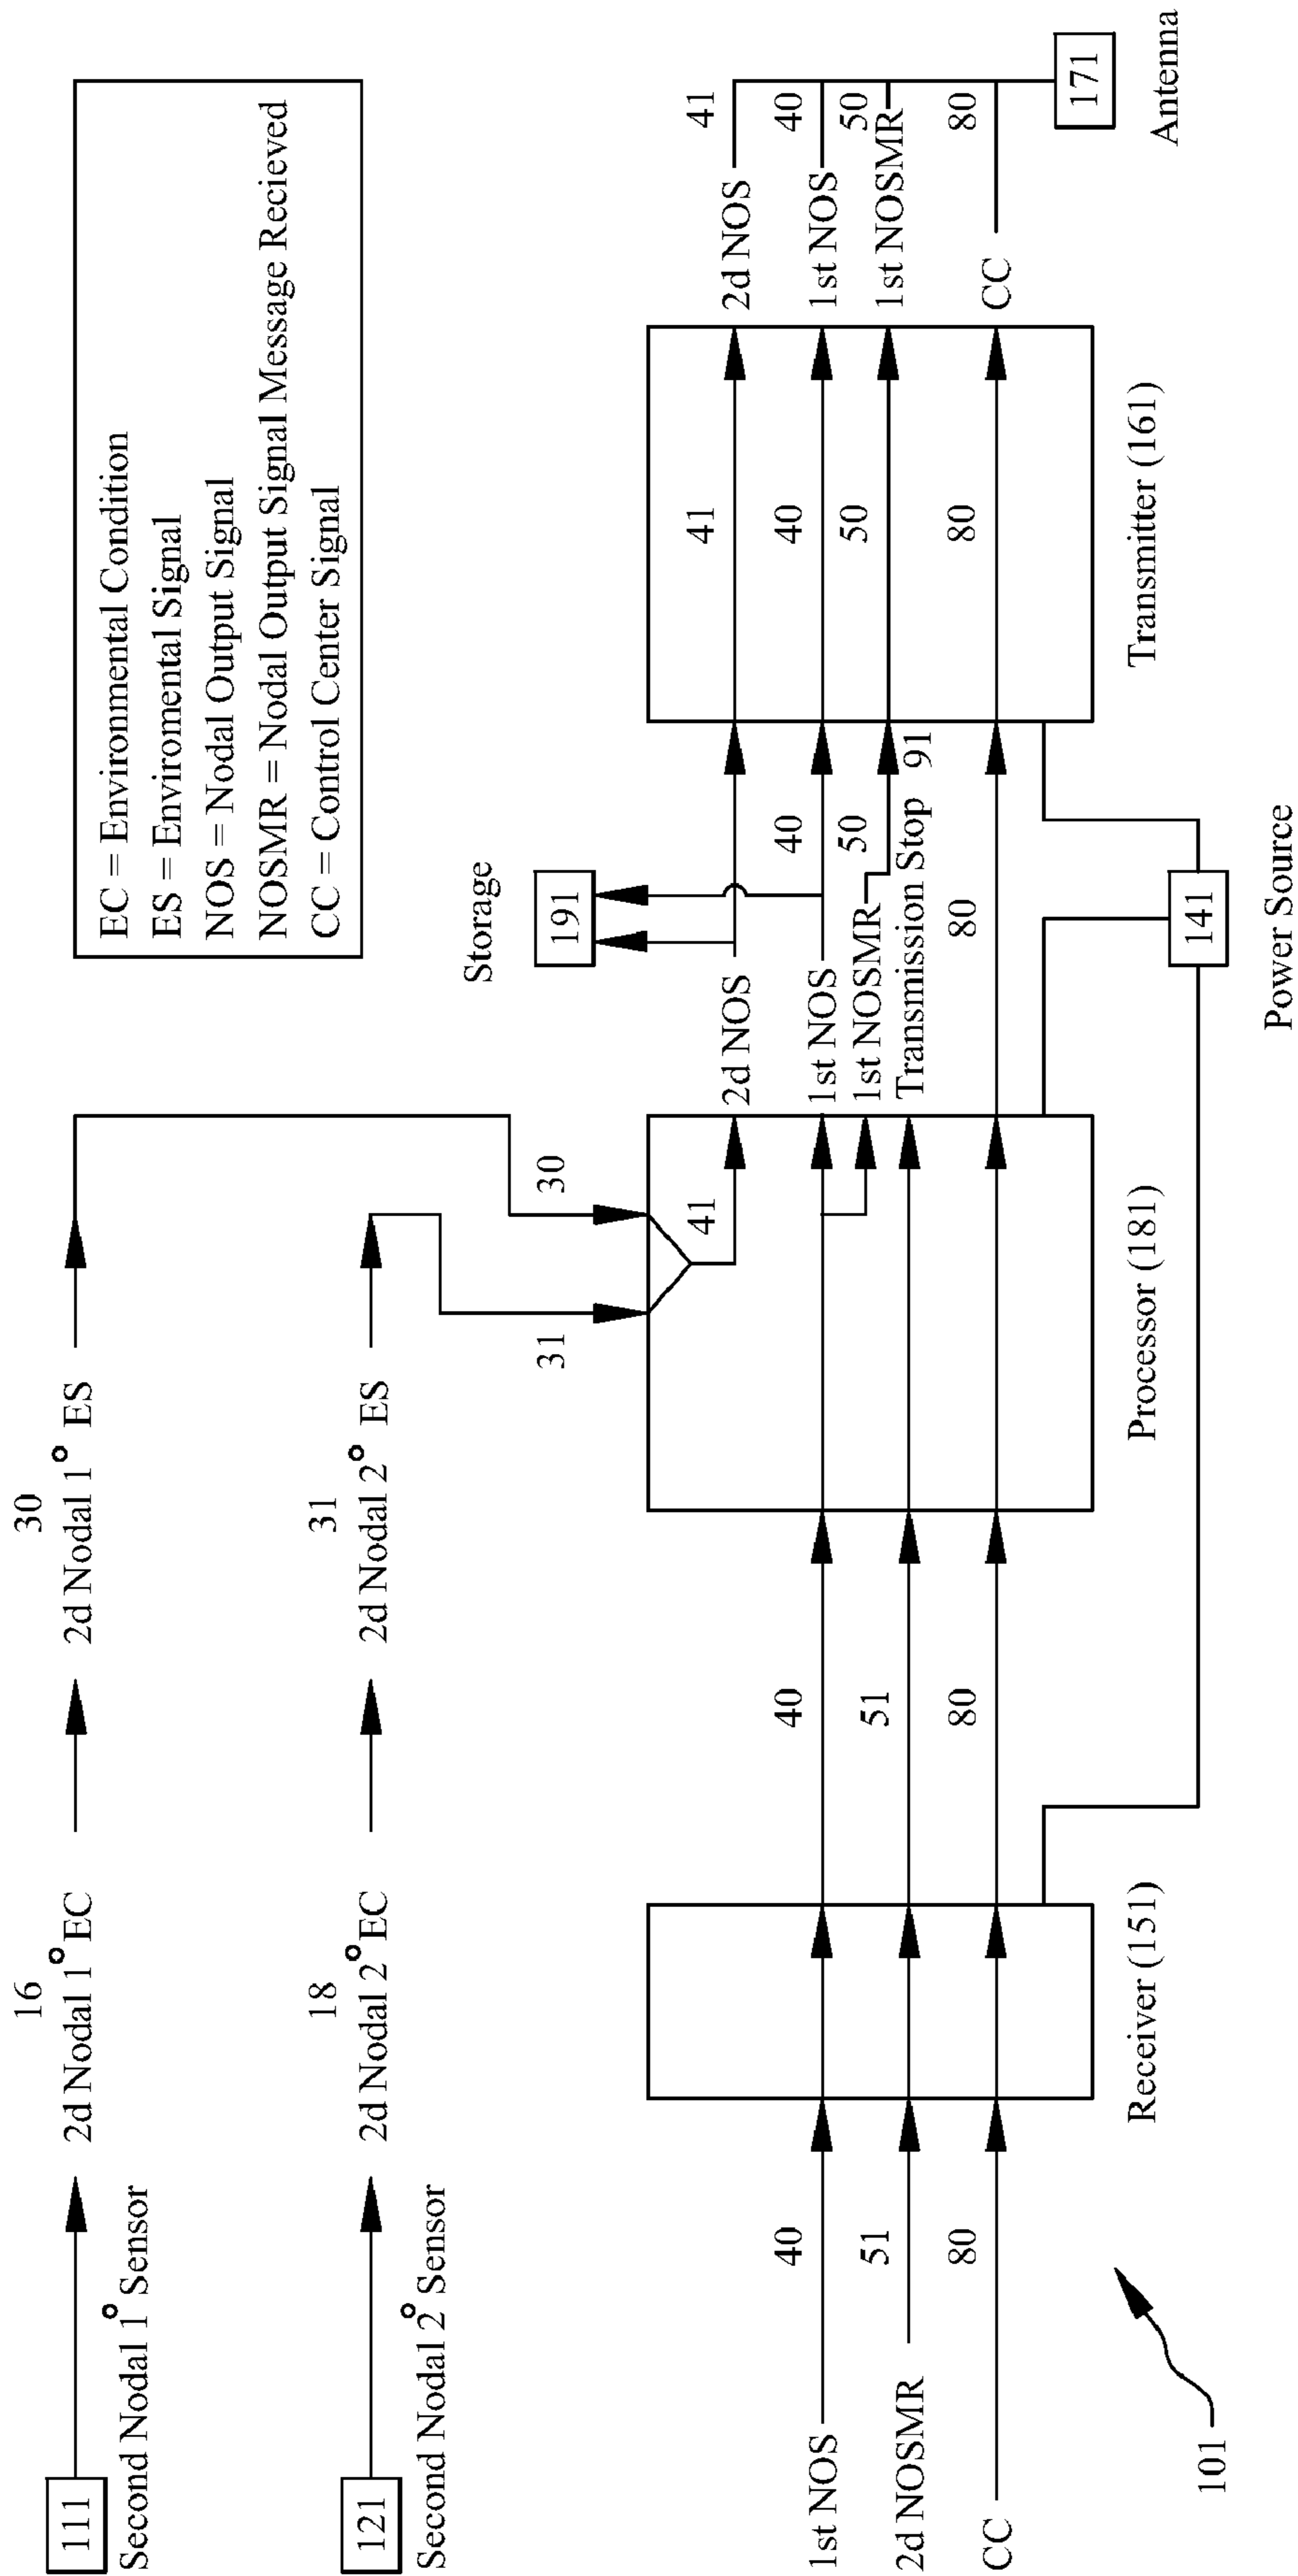 EC = Environmental Condition
ES = Enviromental Signal
NOS = Nodal Output Signal
NOSMR = Nodal Output Signal Message Recieved
CC = Control Center Signal
111
Second Nodal 1° Sensor
16
2d Nodal 1° EC
30
2d Nodal 1° ES
121
Second Nodal 2° Sensor
18
2d Nodal 2° EC
31
2d Nodal 2° ES
31
30
41
Storage
191
1st NOS
40
40
2d NOSMR
51
51
CC
80
80
Receiver (151)
Processor (181)
2d NOS
1st NOS
40
1st NOSMR
50
Transmission Stop 91
80
41
40
50
80
Transmitter (161)
2d NOS
41
1st NOS
40
1st NOSMR
50
CC
80
171
Antenna
141
Power Source
101